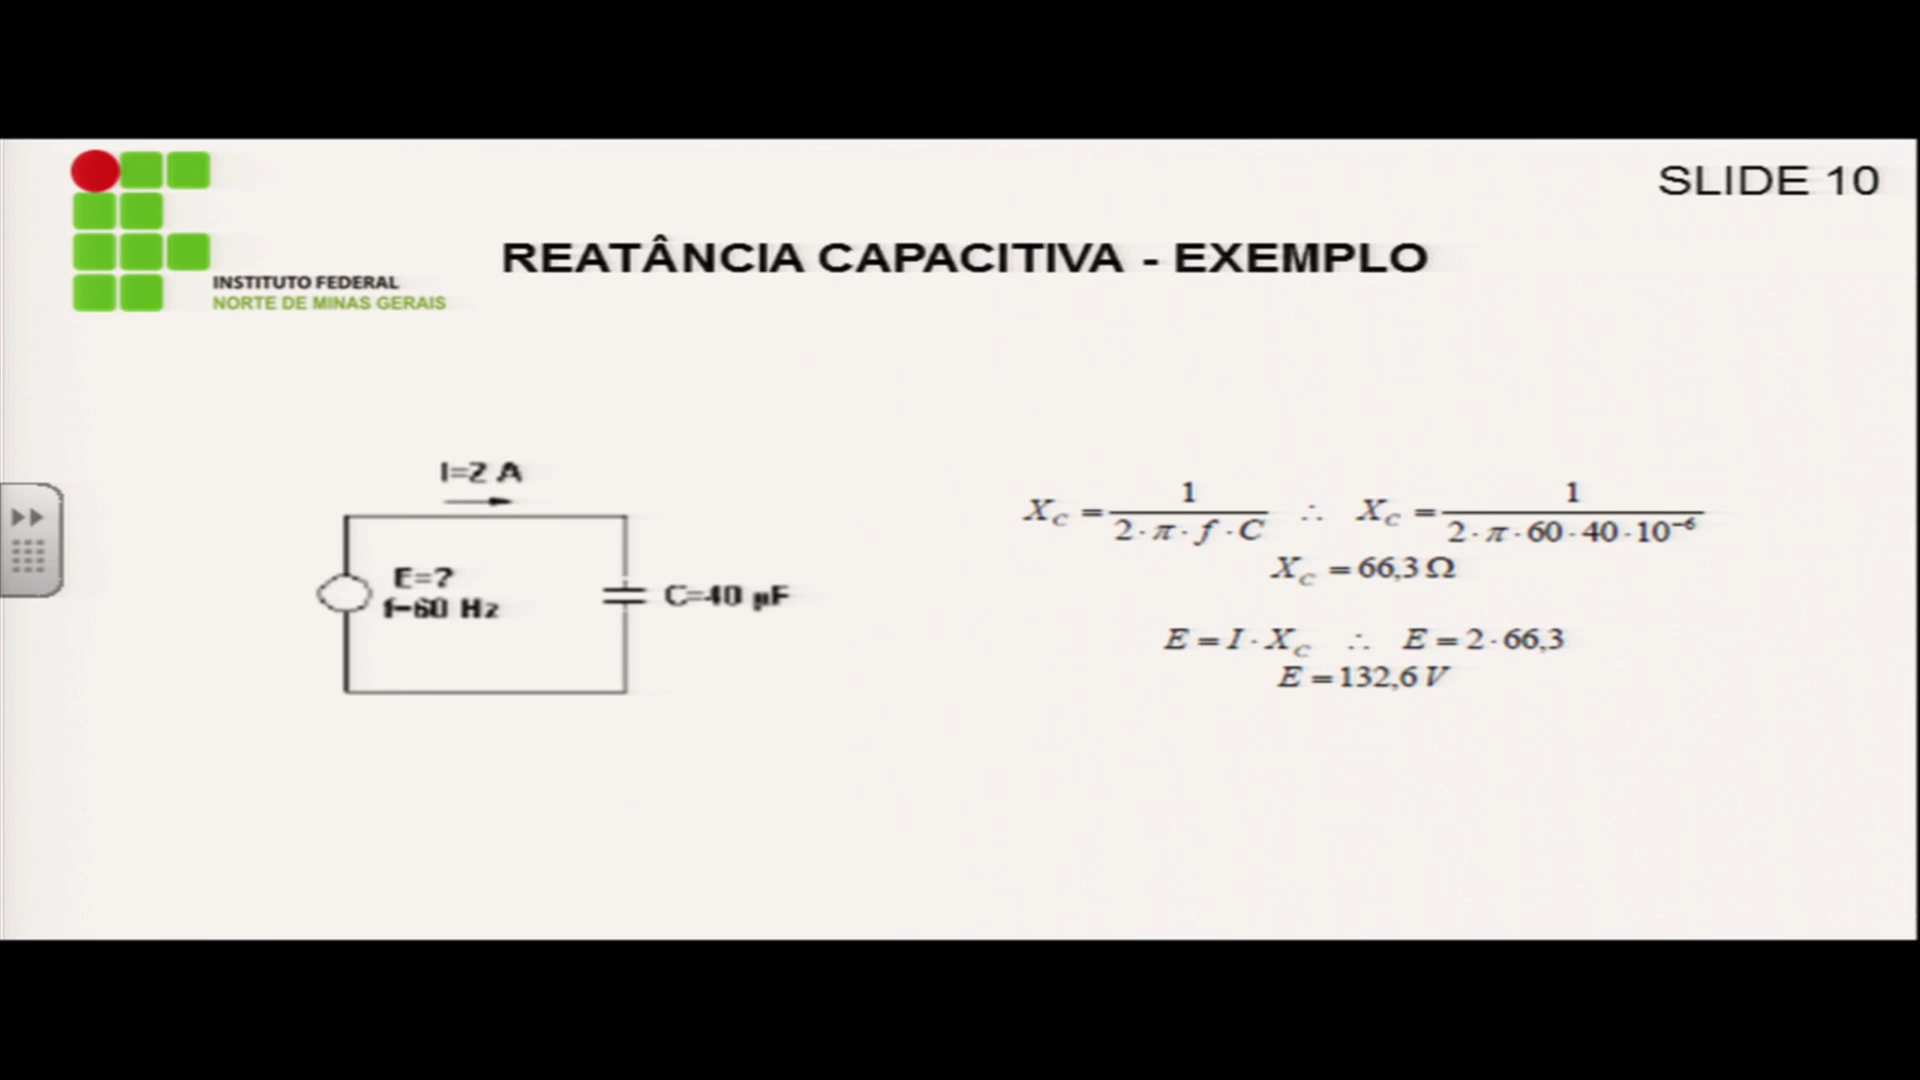 SLIDE 10
REATÂNCIA CAPACITIVA - EXEMPLO
INSTITUTO FEDERAL
NORTE DE MINAS GERAIS
I=2 A
E=?
f=60 Hz
C=40 µF
X_C = 1 / (2·π·f·C) ∴ X_C = 1 / (2·π·60·40·10⁻⁶)
X_C = 66,3 Ω
E = I·X_C ∴ E = 2·66,3
E = 132,6 V